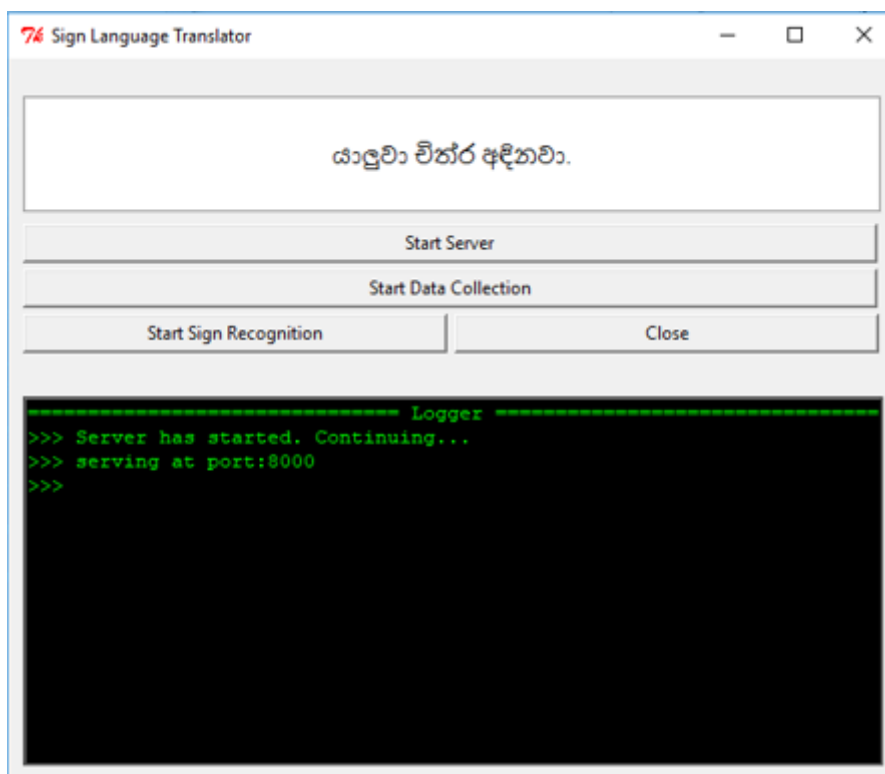 Sign Language Translator
යාලුවා චිත්ර අඳිනවා.
Start Server
Start Data Collection
Start Sign Recognition
Close
=============================== Logger ================================
>>> Server has started. Continuing...
>>> serving at port:8000
>>>